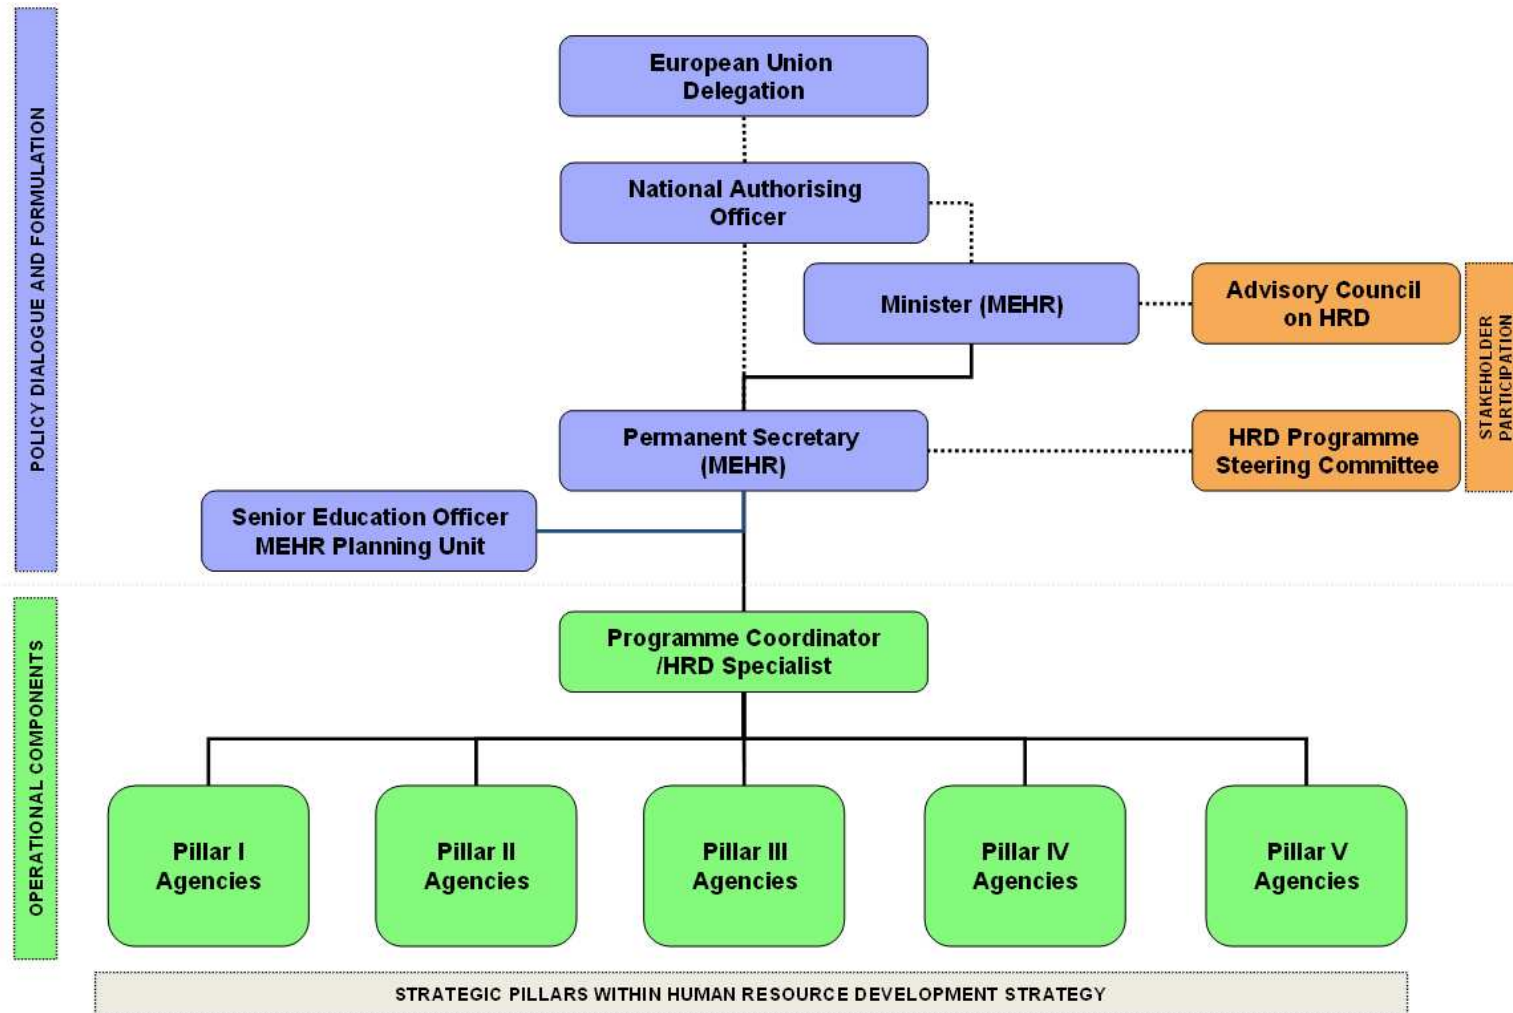 POLICY DIALOGUE AND FORMULATION
European Union
Delegation
National Authorising
Officer
Minister (MEHR)
Advisory Council
on HRD
STAKEHOLDER
PARTICIPATION
Permanent Secretary
(MEHR)
HRD Programme
Steering Committee
Senior Education Officer
MEHR Planning Unit
OPERATIONAL COMPONENTS
Programme Coordinator
/HRD Specialist
Pillar I
Agencies
Pillar II
Agencies
Pillar III
Agencies
Pillar IV
Agencies
Pillar V
Agencies
STRATEGIC PILLARS WITHIN HUMAN RESOURCE DEVELOPMENT STRATEGY